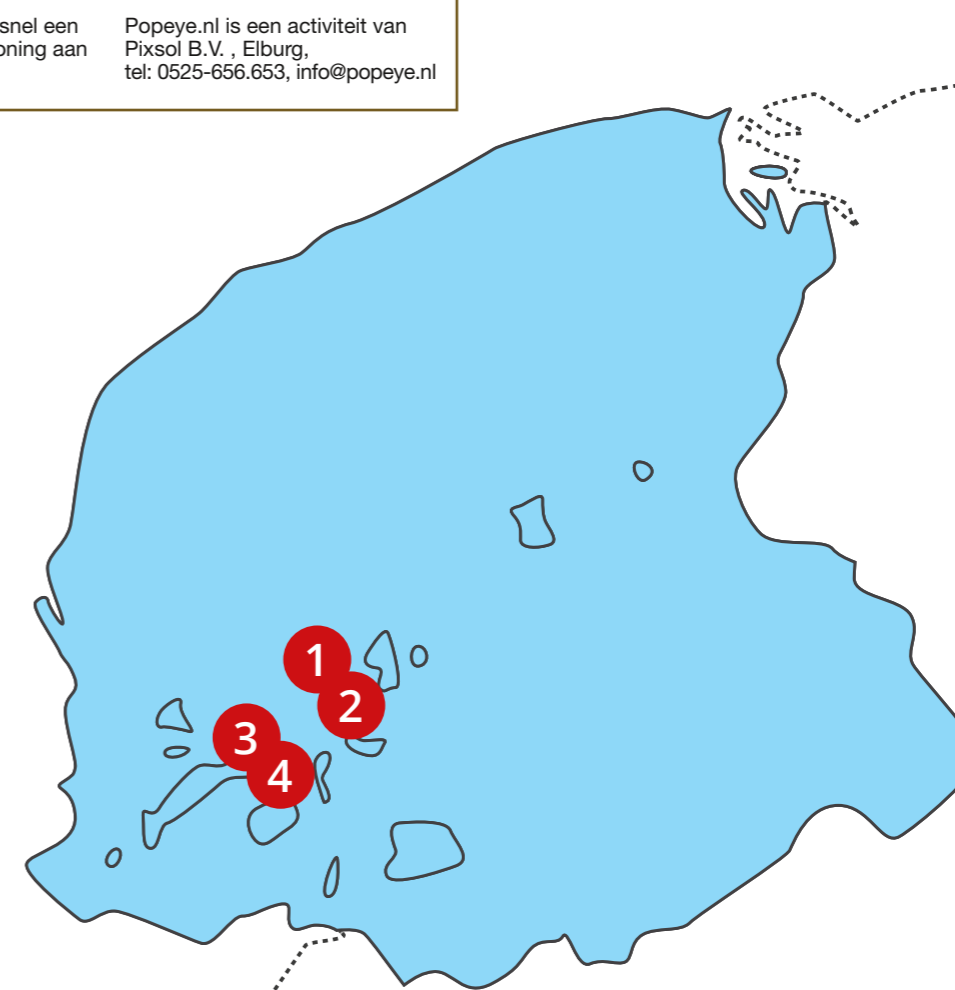 snel een
oning aan
Popeye.nl is een activiteit van
Pixsol B.V. , Elburg,
tel: 0525-656.653, info@popeye.nl
1
2
3
4